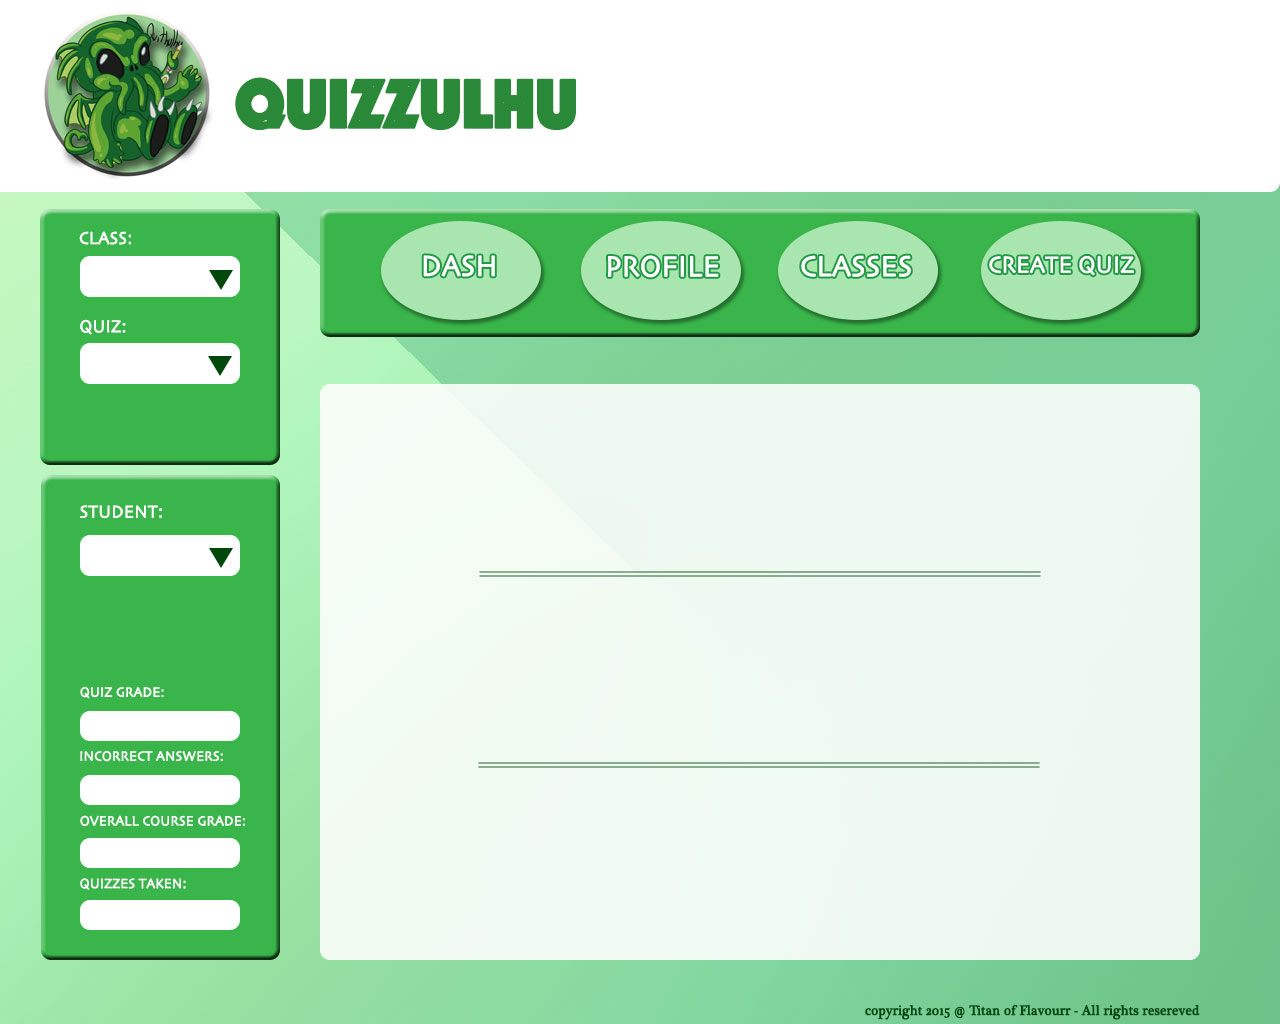 Quithulhu
QUIZZULHU
CLASS:
QUIZ:
DASH
PROFILE
CLASSES
CREATE QUIZ
STUDENT:
QUIZ GRADE:
INCORRECT ANSWERS:
OVERALL COURSE GRADE:
QUIZZES TAKEN:
copyright 2015 @ Titan of Flavourr - All rights resereved